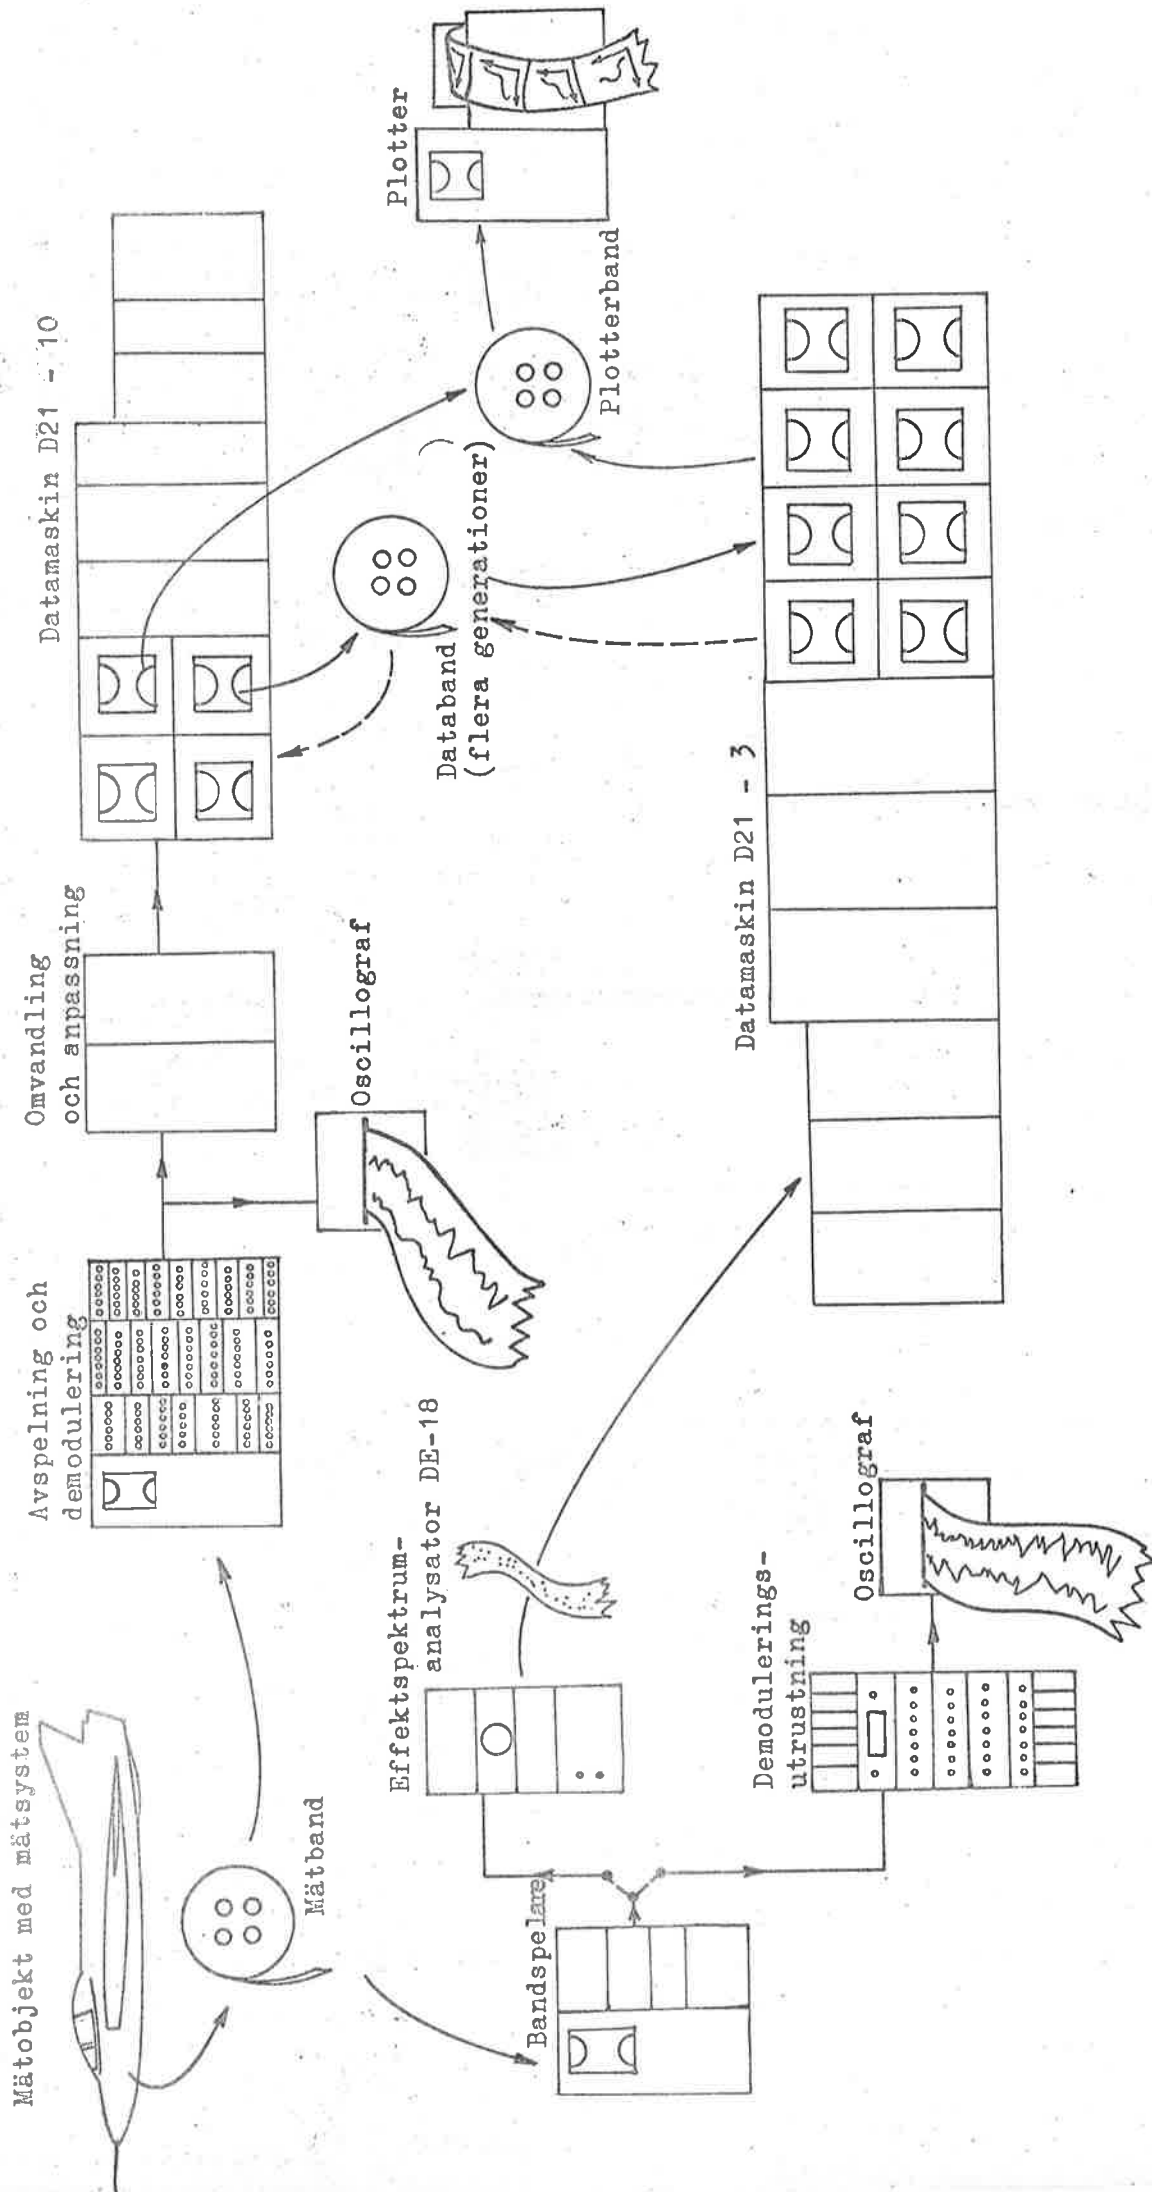 Mätobjekt med mätsystem
Mätband
Avspelning och
demodulering
Omvandling
och anpassning
Datamaskin D21 - 10
Oscillograf
Databand
(flera generationer)
Plotterband
Plotter
Bandspelare
Effektspektrum-
analysator DE-18
Demodulerings-
utrustning
Oscillograf
Datamaskin D21 - 3